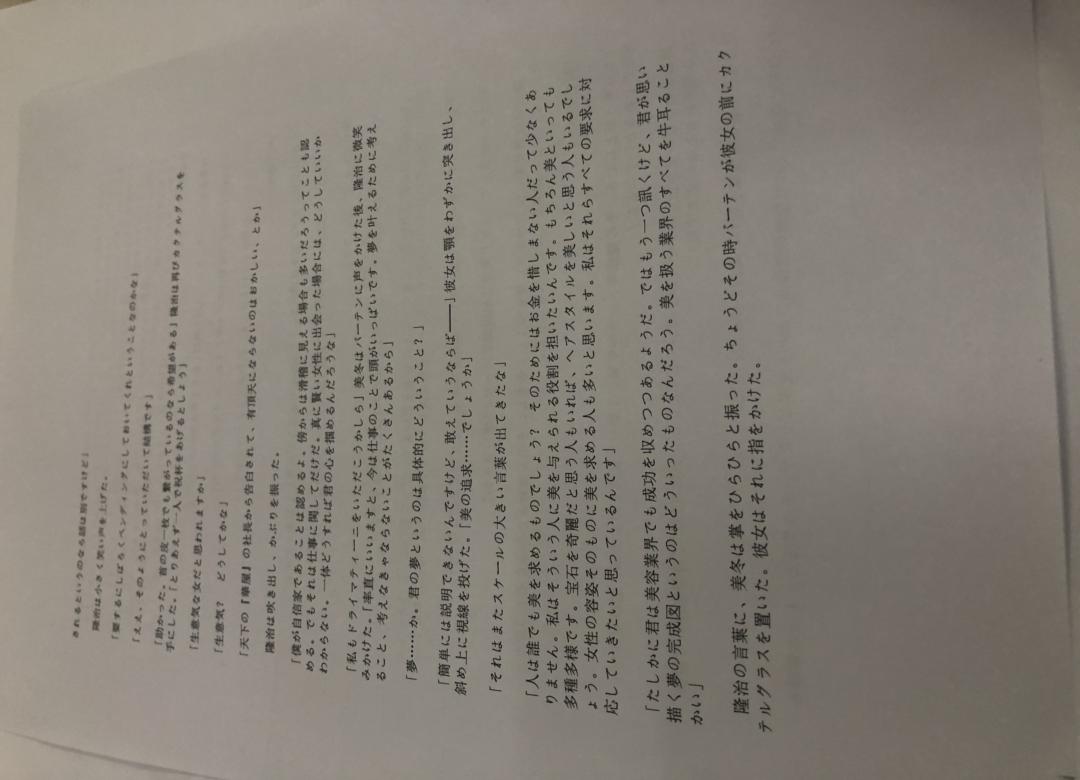 されるというのなら話は別ですけど」
隆治は小さく笑い声を上げた。
「要するにしばらくペンディングにしておいてくれということなのかな」
「ええ、そのようにとっていただいて結構です」
「助かった。首の皮一枚でも繋がっているのなら希望がある」隆治は再びカクテルグラスを
手にした。「とりあえず一人で祝杯をあげるとしよう」
「生意気な女だと思われますか」
「生意気？　どうしてかな」
「天下の『華屋』の社長から告白されて、有頂天にならないのはおかしい、とか」
隆治は吹き出し、かぶりを振った。
「僕が自信家であることは認めるよ。傍からは滑稽に見える場合も多いだろうってことも認
める。でもそれは仕事に関してだけだ。真に賢い女性に出会った場合には、どうしていいか
わからない。一体どうすれば君の心を掴めるんだろうな」
「私もドライマティーニをいただこうかしら」美冬はバーテンに声をかけた後、隆治に微笑
みかけた。「率直にいいますと、今は仕事のことで頭がいっぱいです。夢を叶えるために考え
ること、考えなきゃならないことがたくさんあるから」
「夢………か。君の夢というのは具体的にどういうこと？」
「簡単には説明できないんですけど、敢えていうならば――」彼女は顎をわずかに突き出し、
斜め上に視線を投げた。「美の追求………でしょうか」
「それはまたスケールの大きい言葉が出てきたな」
「人は誰でも美を求めるものでしょう？ そのためにはお金を惜しまない人だって少なくあ
りません。私はそういう人に美を与えられる役割を担いたいんです。もちろん美といっても
多種多様です。宝石を奇麗だと思う人もいれば、ヘアスタイルを美しいと思う人もいるでし
ょう。女性の容姿そのものに美を求める人も多いと思います。私はそれらすべての要求に対
応していきたいと思っているんです」
「たしかに君は美容業界でも成功を収めつつあるようだ。ではもう一つ訊くけど、君が思い
描く夢の完成図というのはどういったものなんだろう。美を扱う業界のすべてを牛耳ること
かい」
隆治の言葉に、美冬は掌をひらひらと振った。ちょうどその時バーテンが彼女の前にカク
テルグラスを置いた。彼女はそれに指をかけた。